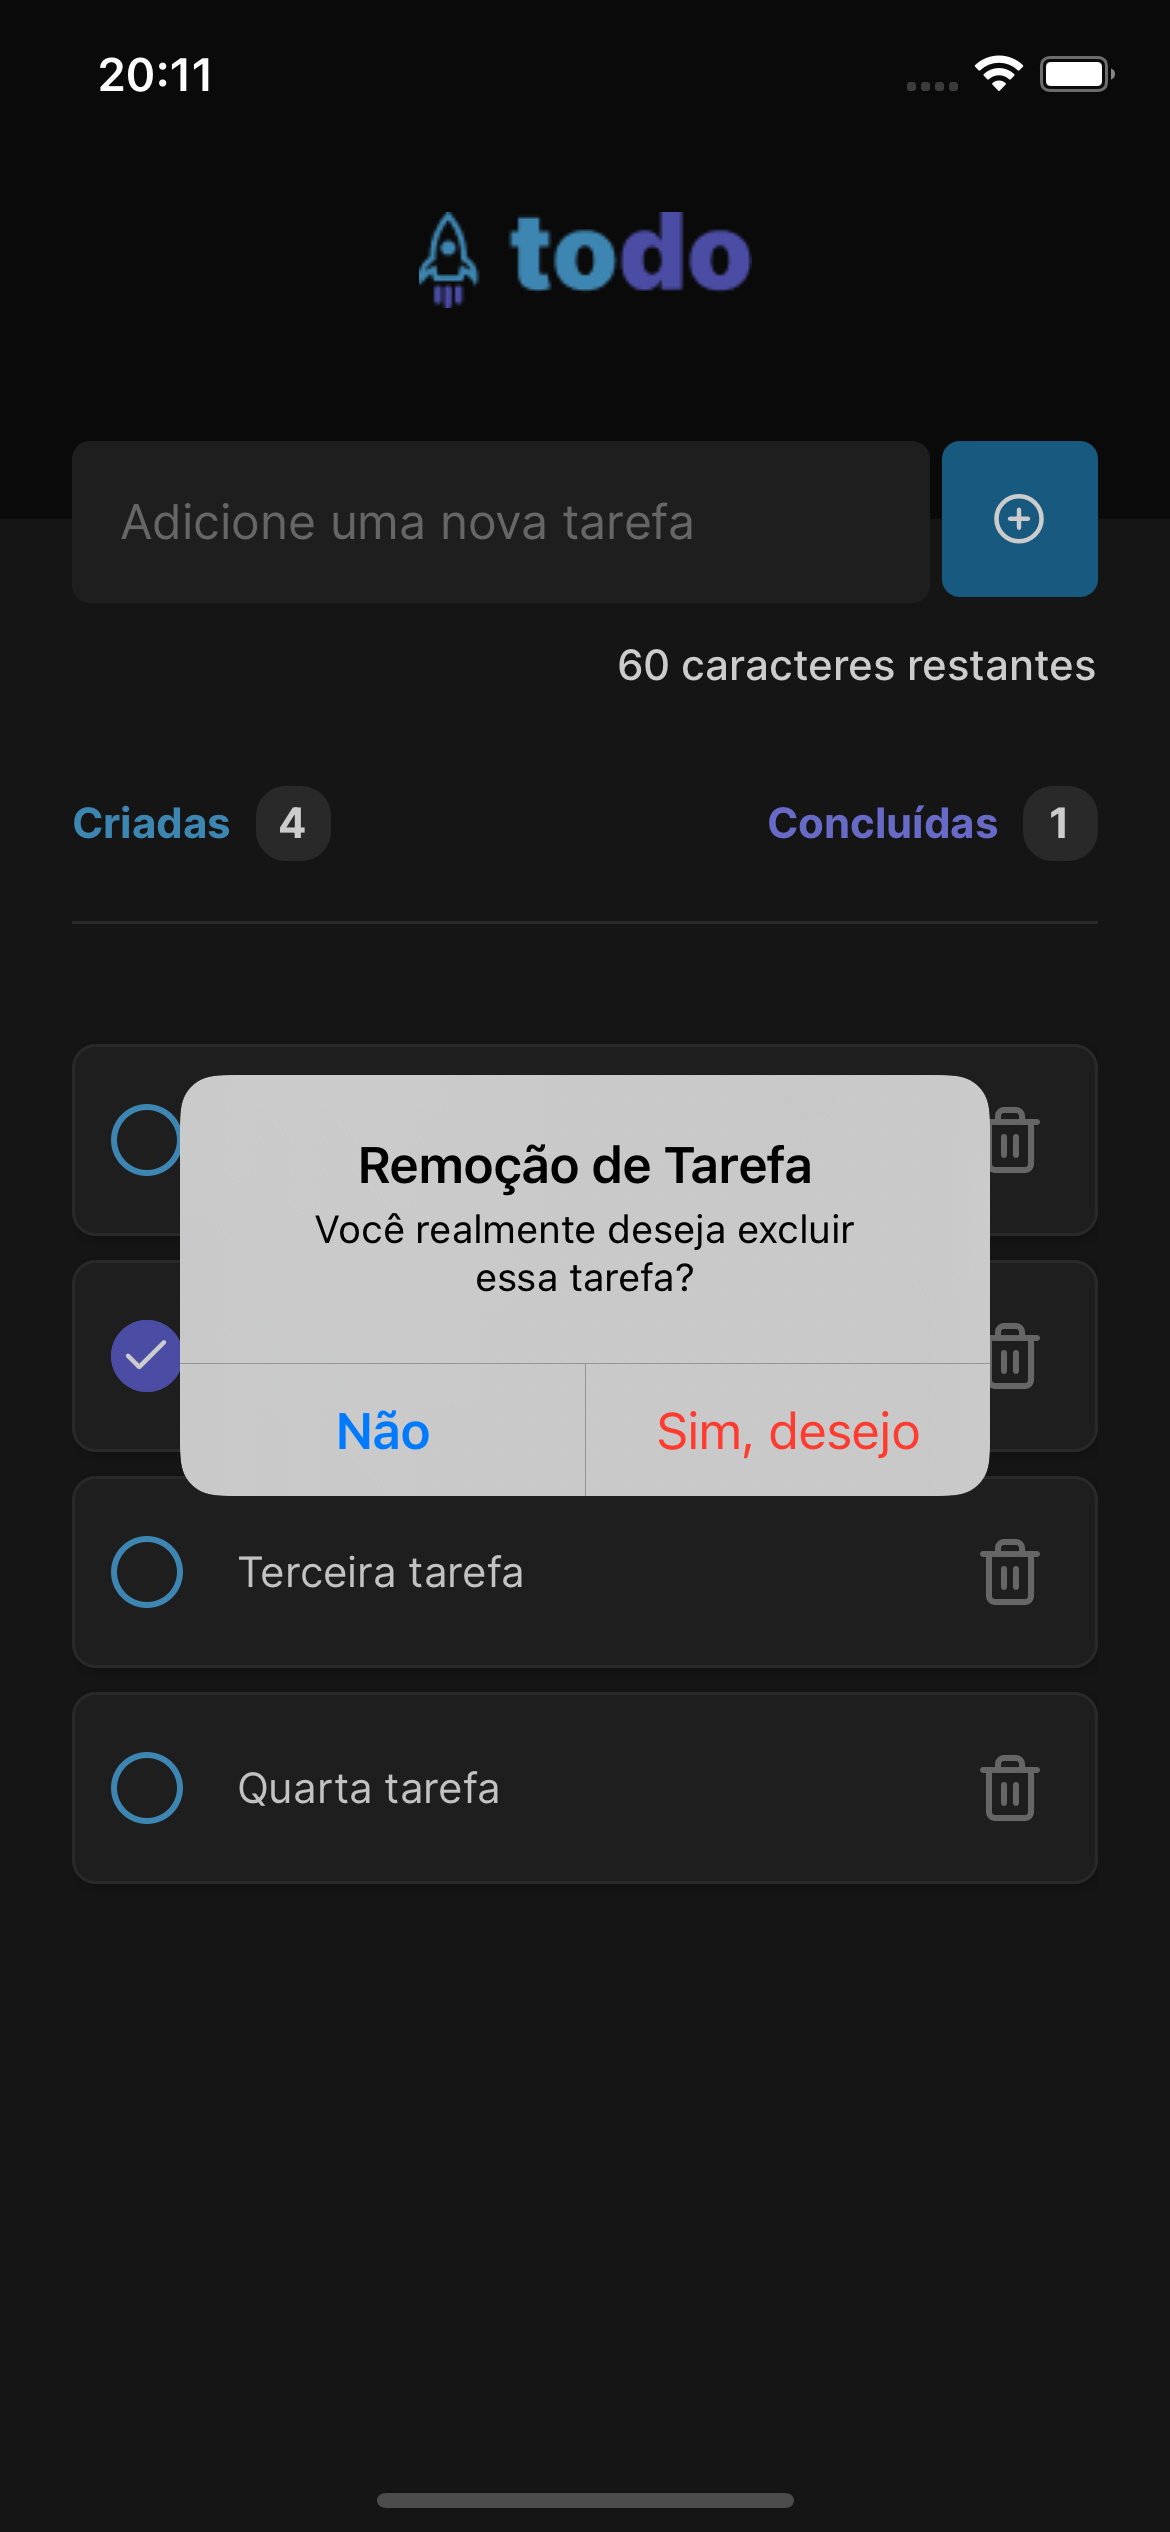 20:11
todo
Adicione uma nova tarefa
60 caracteres restantes
Criadas 4
Concluídas 1
Remoção de Tarefa
Você realmente deseja excluir
essa tarefa?
Não
Sim, desejo
Terceira tarefa
Quarta tarefa